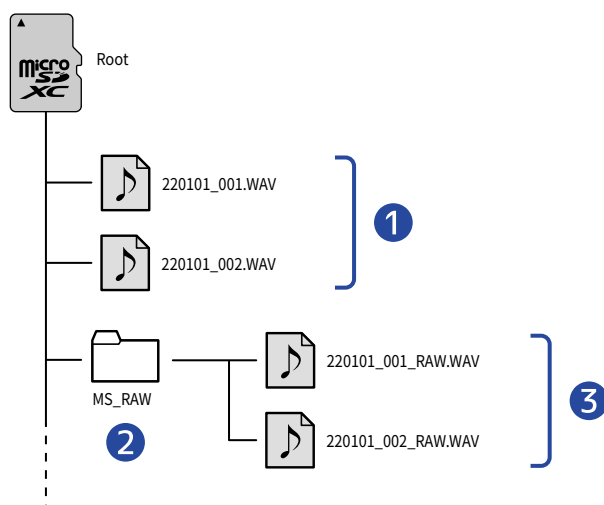 micro
SD
XC
Root
220101_001.WAV
1
220101_002.WAV
220101_001_RAW.WAV
MS_RAW
3
2
220101_002_RAW.WAV